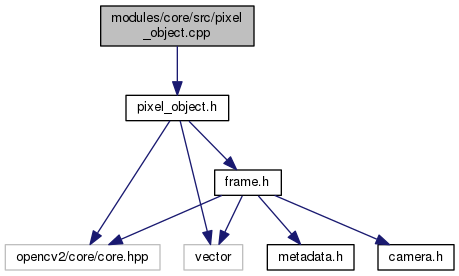 modules/core/src/pixel
_object.cpp
pixel_object.h
frame.h
opencv2/core/core.hpp
vector
metadata.h
camera.h